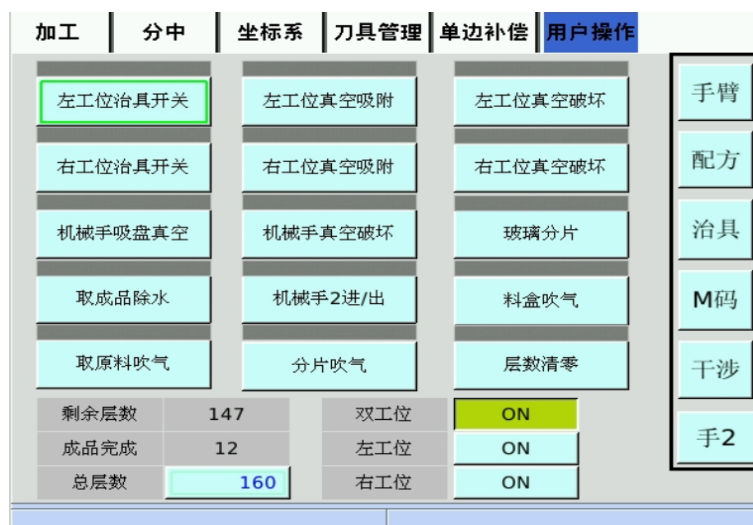 加工 分中 坐标系 刀具管理 单边补偿 用户操作
左工位治具开关 左工位真空吸附 左工位真空破坏 手臂
右工位治具开关 右工位真空吸附 右工位真空破坏 配方
机械手吸盘真空 机械手真空破坏 玻璃分片 治具
取成品除水 机械手2进/出 料盒吹气 M码
取原料吹气 分片吹气 层数清零 干涉
剩余层数 147 双工位 ON
成品完成 12 左工位 ON 手2
总层数 160 右工位 ON